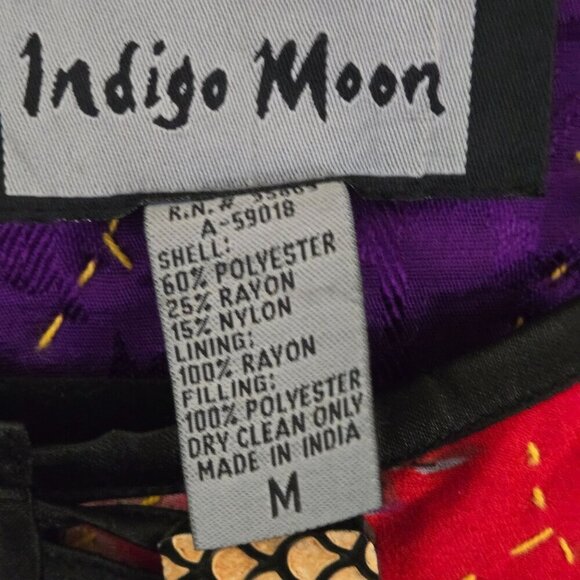 Indigo Moon
R.N. #
A-59018
SHELL:
60% POLYESTER
25% RAYON
15% NYLON
LINING:
100% RAYON
FILLING:
100% POLYESTER
DRY CLEAN ONLY
MADE IN INDIA
M